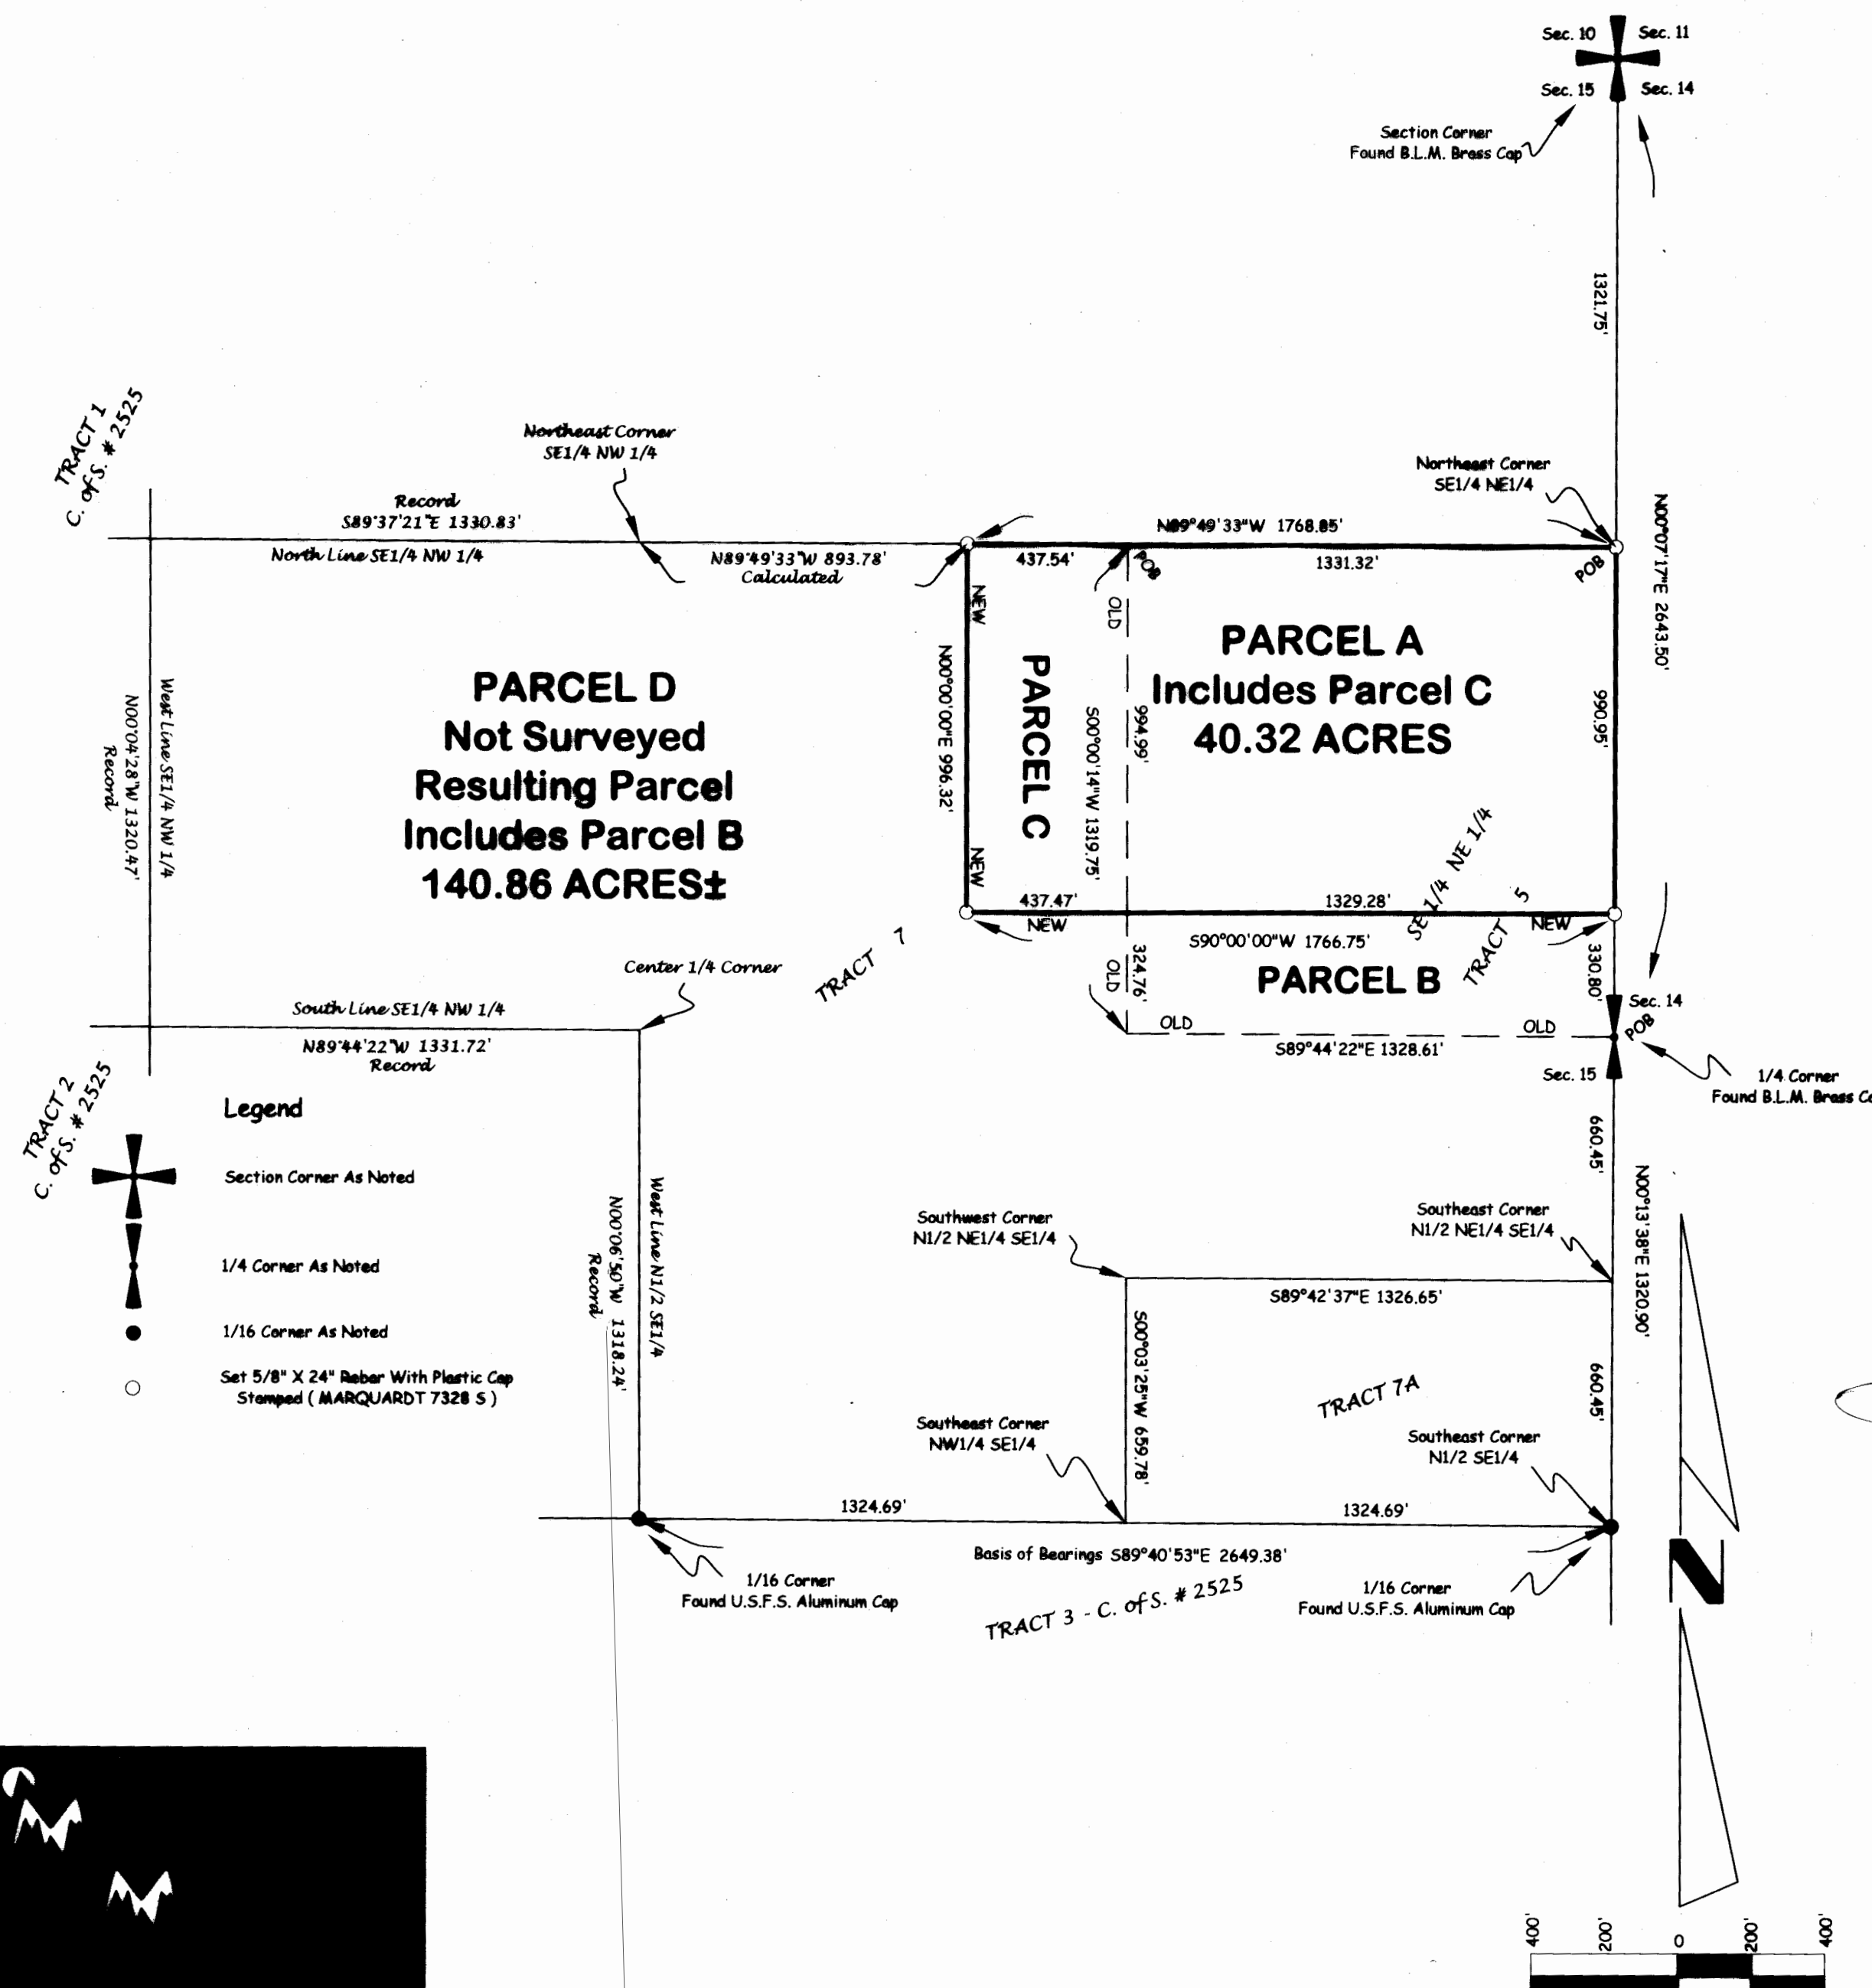 Sec. 10
Sec. 11
Sec. 15
Sec. 14
Section Corner
Found B.L.M. Brass Cap
1321.75'
TRACT 1
C. of S. # 2525
Northeast Corner
SE1/4 NW 1/4
Record
S89°37'21"E 1330.83'
North Line SE1/4 NW 1/4
N89°49'33"W 893.78'
Calculated
Northeast Corner
SE1/4 NE1/4
N89°49'33"W 1768.85'
437.54'
POB
1331.32'
POB
N00°07'17"E 2643.50'
NEW
OLD
PARCEL A
Includes Parcel C
40.32 ACRES
PARCEL D
Not Surveyed
Resulting Parcel
Includes Parcel B
140.86 ACRES±
West Line SE1/4 NW 1/4
N00°04'28"W 1320.47'
Record
N00°00'00"E 996.32'
PARCEL C
S00°00'14"W 1319.75'
994.99'
990.95'
SE 1/4 NE 1/4
TRACT 5
NEW
437.47'
1329.28'
NEW
NEW
S90°00'00"W 1766.75'
TRACT 7
Center 1/4 Corner
324.76'
OLD
PARCEL B
330.80'
Sec. 14
POB
OLD
OLD
S89°44'22"E 1328.61'
Sec. 15
1/4 Corner
Found B.L.M. Brass
South Line SE1/4 NW 1/4
N89°44'22"W 1331.72'
Record
TRACT 2
C. of S. # 2525
Legend
Section Corner As Noted
1/4 Corner As Noted
1/16 Corner As Noted
Set 5/8" X 24" Rebar With Plastic Cap
Stamped ( MARQUARDT 7328 S )
West Line N1/2 SE1/4
N00°06'50"W 1318.24'
Record
660.45'
N00°13'38"E 1320.90'
Southwest Corner
N1/2 NE1/4 SE1/4
Southeast Corner
N1/2 NE1/4 SE1/4
S89°42'37"E 1326.65'
S00°03'25"W 659.78'
TRACT 7A
660.45'
Southeast Corner
NW1/4 SE1/4
Southeast Corner
N1/2 SE1/4
1324.69'
1324.69'
Basis of Bearings S89°40'53"E 2649.38'
1/16 Corner
Found U.S.F.S. Aluminum Cap
TRACT 3 - C. of S. # 2525
1/16 Corner
Found U.S.F.S. Aluminum Cap
N
400'
200'
0
200'
400'